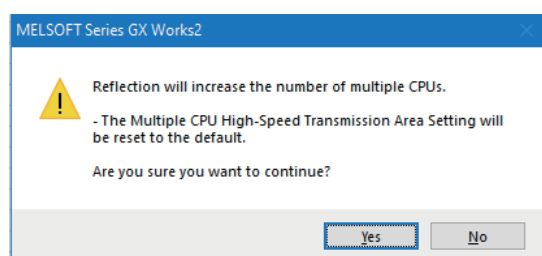 MELSOFT Series GX Works2
Reflection will increase the number of multiple CPUs.
- The Multiple CPU High-Speed Transmission Area Setting will
be reset to the default.
Are you sure you want to continue?
Yes
No